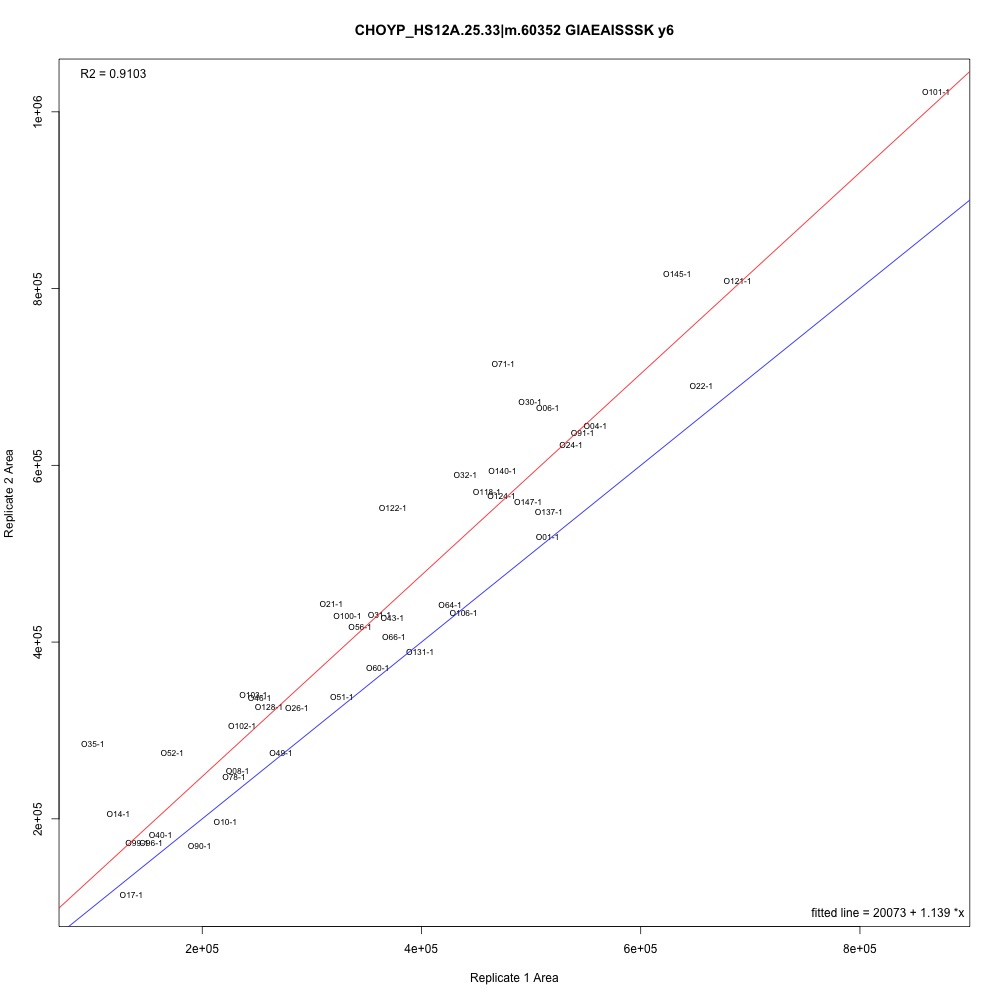 CHOYP_HS12A.25.33|m.60352 GIAEAISSSK y6
R2 = 0.9103
1e+06
O101-1
O145-1
O121-1
8e+05
O71-1
O22-1
O30-1
O06-1
O04-1
O91-1
O24-1
6e+05
O140-1
O32-1
O118-1
O124-1
O147-1
O122-1
O137-1
O01-1
Replicate 2 Area
O21-1
O64-1
O100-1
O31-1
O43-1
O106-1
O56-1
O66-1
4e+05
O131-1
O60-1
O103-1
O46-1
O51-1
O128-1
O26-1
O102-1
O35-1
O52-1
O49-1
O08-1
O78-1
O14-1
2e+05
O10-1
O40-1
O99-1
O96-1
O90-1
O17-1
fitted line = 20073 + 1.139 *x
2e+05 4e+05 6e+05 8e+05
Replicate 1 Area